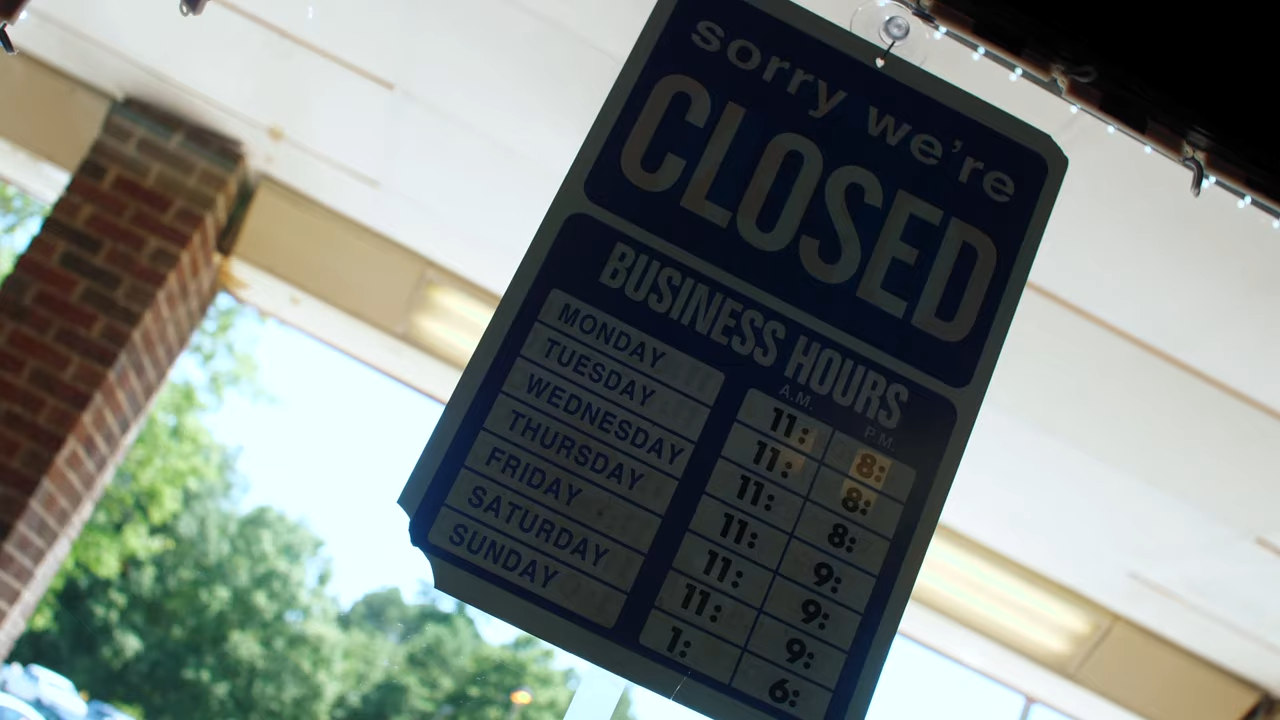 sorry we're
CLOSED
BUSINESS HOURS
A.M. P.M.
MONDAY 11: 8:
TUESDAY 11: 8:
WEDNESDAY 11: 8:
THURSDAY 11: 9:
FRIDAY 11: 9:
SATURDAY 11: 9:
SUNDAY 1: 6: